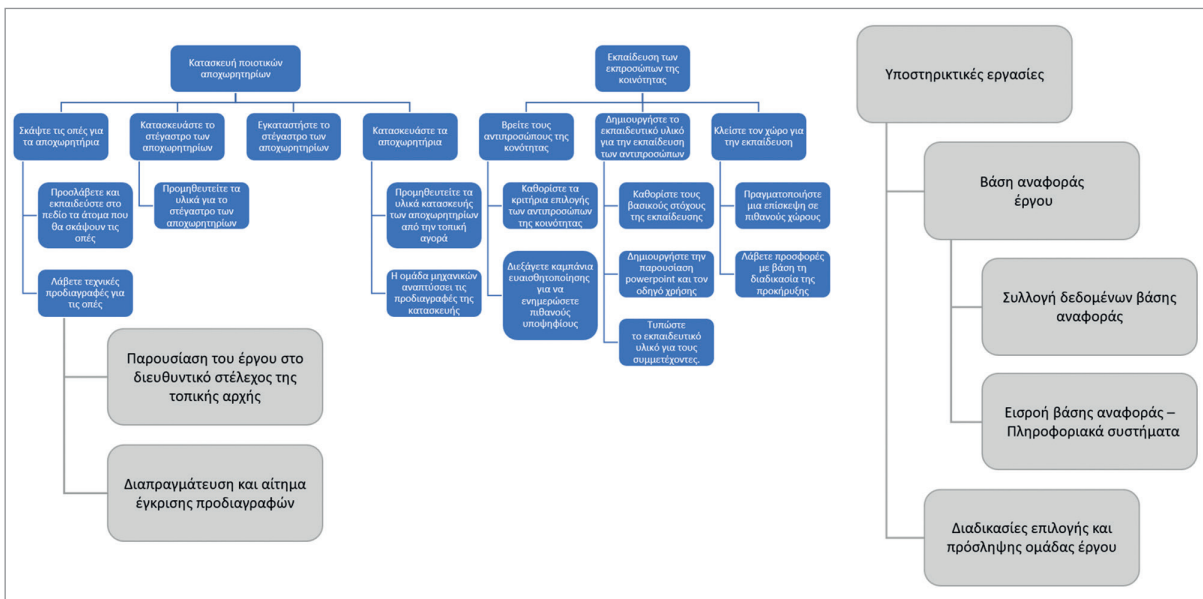 Κατασκευή ποιοτικών
αποχωρητηρίων
Σκάψτε τις οπές για
τα αποχωρητήρια
Προσλάβετε και
εκπαιδεύστε στο
πεδίο τα άτομα που
θα σκάψουν τις
οπές
Λάβετε τεχνικές
προδιαγραφές για
τις οπές
Παρουσίαση του έργου στο
διευθυντικό στέλεχος της
τοπικής αρχής
Διαπραγμάτευση και αίτημα
έγκρισης προδιαγραφών
Κατασκευάστε το
στέγαστρο των
αποχωρητηρίων
Προμηθευτείτε τα
υλικά για το
στέγαστρο των
αποχωρητηρίων
Εγκαταστήστε το
στέγαστρο των
αποχωρητηρίων
Κατασκευάστε τα
αποχωρητήρια
Προμηθευτείτε τα
υλικά κατασκευής
των αποχωρητηρίων
από την τοπική
αγορά
Η ομάδα μηχανικών
αναπτύσσει τις
προδιαγραφές της
κατασκευής
Εκπαίδευση των
εκπροσώπων της
κοινότητας
Βρείτε τους
αντιπροσώπους της
κονότητας
Καθορίστε τα
κριτήρια επιλογής
των αντιπροσώπων
της κοινότητας
Διεξάγετε καμπάνια
ευαισθητοποίησης
για να
ενημερώσετε
πιθανούς
υποψηφίους
Δημιουργήστε το
εκπαιδευτικό υλικό
για την εκπαίδευση
των αντιπροσώπων
Καθορίστε τους
βασικούς στόχους
της εκπαίδευσης
Δημιουργήστε την
παρουσίαση
powerpoint και τον
οδηγό χρήσης
Τυπώστε
το εκπαιδευτικό
υλικό για τους
συμμετέχοντες.
Κλείστε τον χώρο για
την εκπαίδευση
Πραγματοποιήστε
μια επίσκεψη σε
πιθανούς χώρους
Λάβετε προσφορές
με βάση τη
διαδικασία της
προκήρυξης
Υποστηρικτικές εργασίες
Βάση αναφοράς
έργου
Συλλογή δεδομένων βάσης
αναφοράς
Εισροή βάσης αναφοράς –
Πληροφοριακά συστήματα
Διαδικασίες επιλογής και
πρόσληψης ομάδας έργου